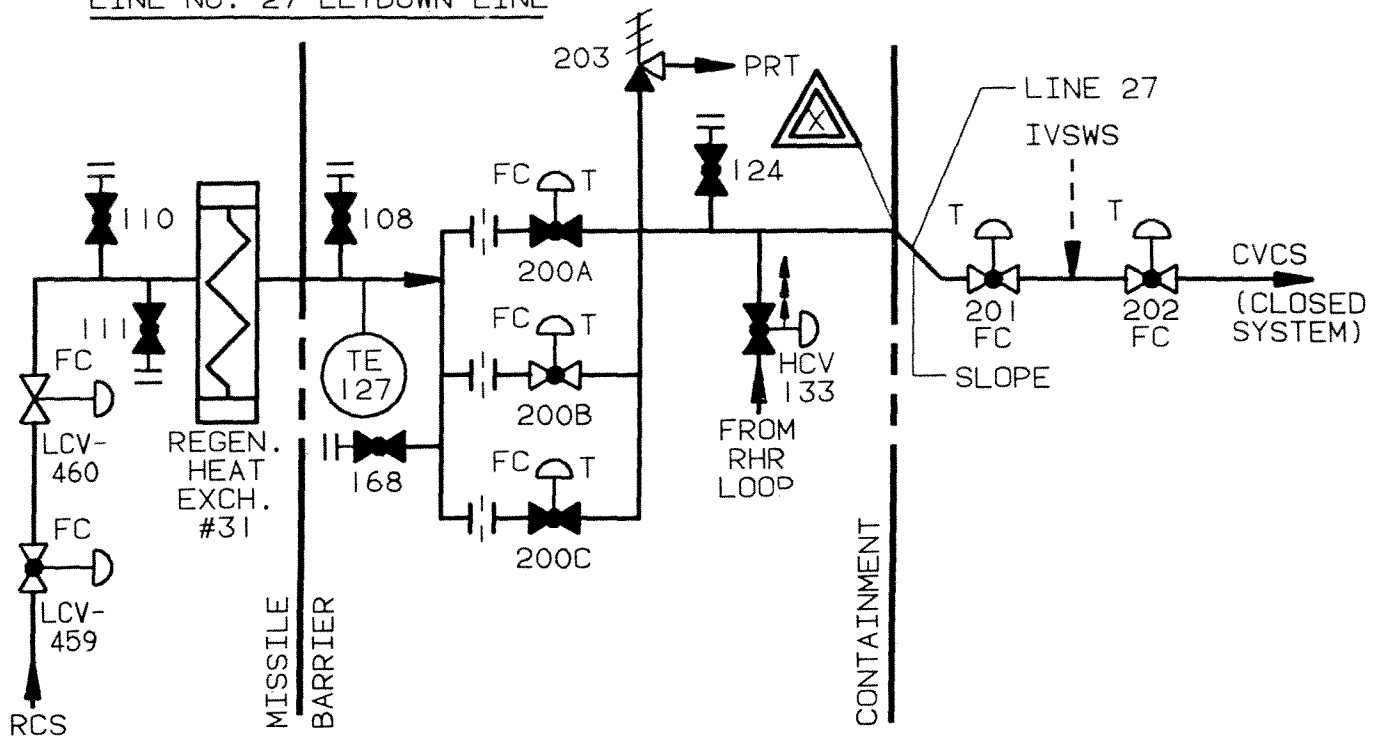 LINE NO. 27 LETDOWN LINE
203
PRT
X
LINE 27
IVSWS
124
FC
T
110
108
200A
T
T
CVCS
(CLOSED
SYSTEM)
201
FC
202
FC
111
FC
T
FC
TE
127
200B
HCV
133
SLOPE
LCV-
460
REGEN.
HEAT
EXCH.
#31
168
FROM
RHR
LOOP
FC
T
200C
FC
LCV-
459
MISSILE
BARRIER
CONTAINMENT
RCS